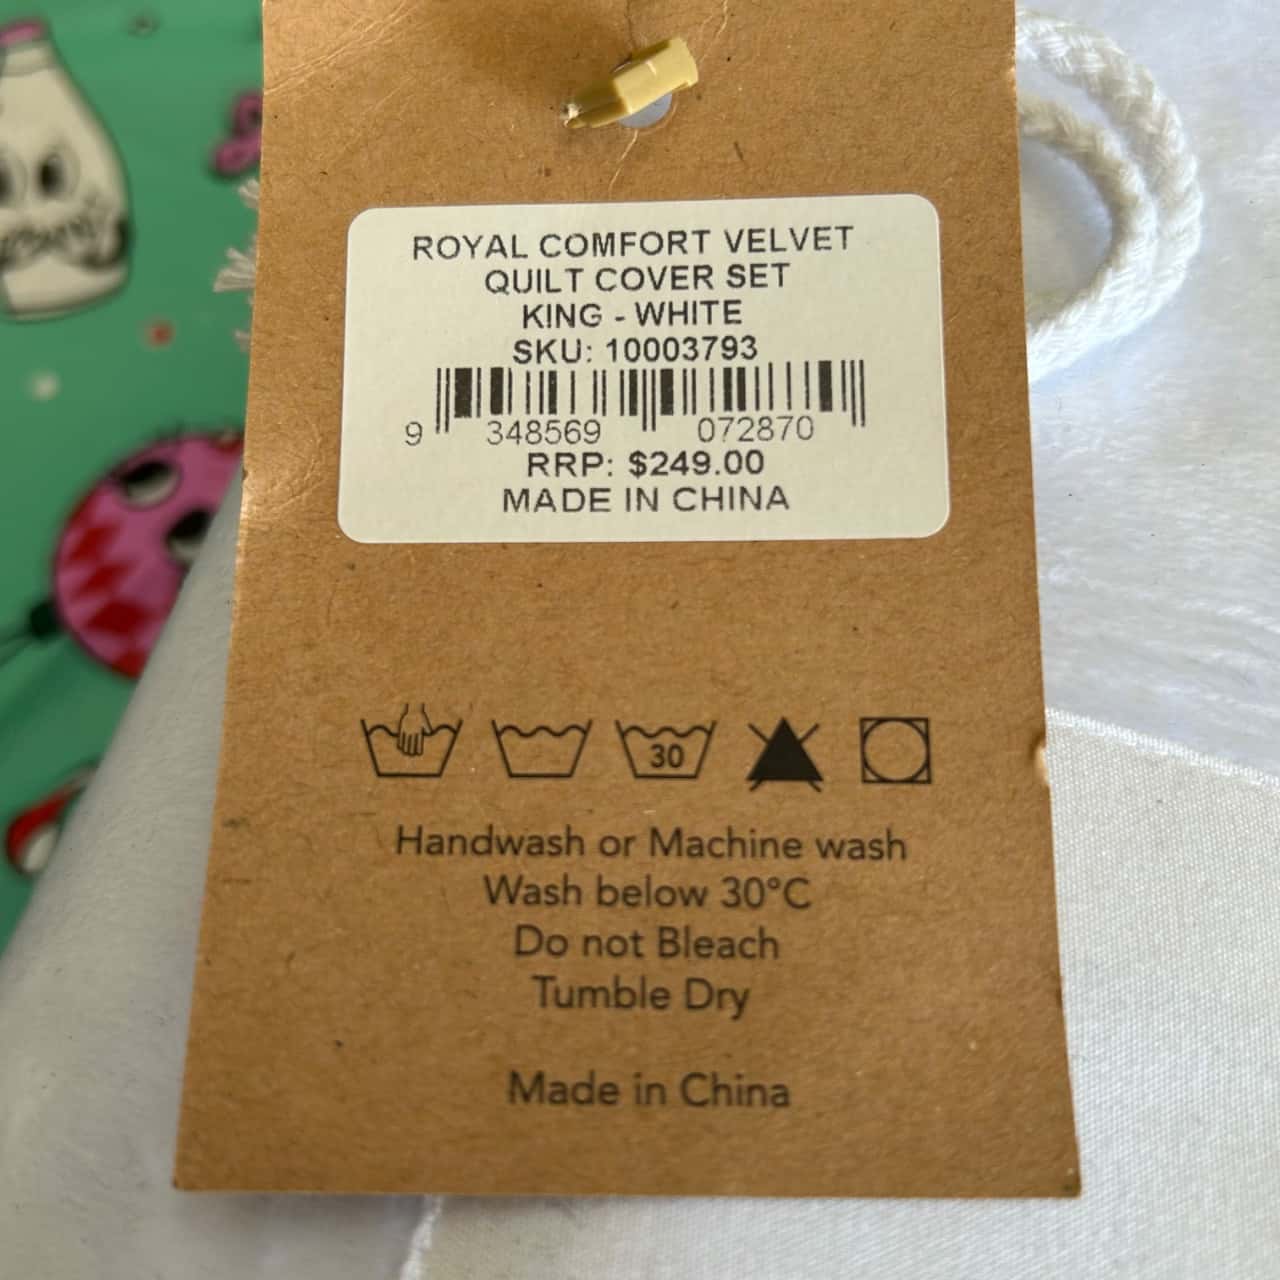 ROYAL COMFORT VELVET
QUILT COVER SET
KING - WHITE
SKU: 10003793
9 348569 072870
RRP: $249.00
MADE IN CHINA
30
Handwash or Machine wash
Wash below 30°C
Do not Bleach
Tumble Dry
Made in China